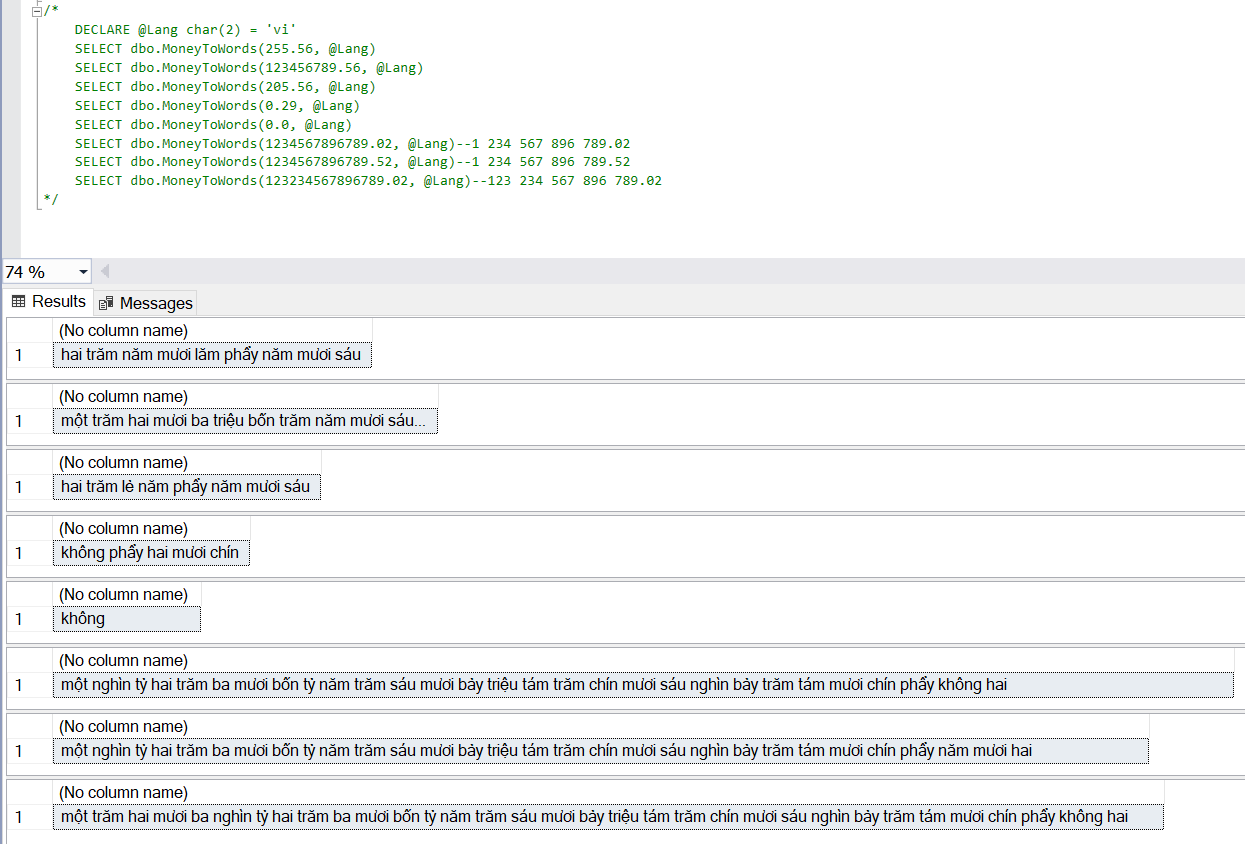 /*
DECLARE @Lang char(2) = 'vi'
SELECT dbo.MoneyToWords(255.56, @Lang)
SELECT dbo.MoneyToWords(123456789.56, @Lang)
SELECT dbo.MoneyToWords(205.56, @Lang)
SELECT dbo.MoneyToWords(0.29, @Lang)
SELECT dbo.MoneyToWords(0.0, @Lang)
SELECT dbo.MoneyToWords(1234567896789.02, @Lang)--1 234 567 896 789.02
SELECT dbo.MoneyToWords(1234567896789.52, @Lang)--1 234 567 896 789.52
SELECT dbo.MoneyToWords(123234567896789.02, @Lang)--123 234 567 896 789.02
*/
74 %
Results Messages
(No column name)
1 hai trăm năm mươi lăm phẩy năm mươi sáu
(No column name)
1 một trăm hai mươi ba triệu bốn trăm năm mươi sáu...
(No column name)
1 hai trăm lẻ năm phẩy năm mươi sáu
(No column name)
1 không phẩy hai mươi chín
(No column name)
1 không
(No column name)
1 một nghìn tỷ hai trăm ba mươi bốn tỷ năm trăm sáu mươi bảy triệu tám trăm chín mươi sáu nghìn bảy trăm tám mươi chín phẩy không hai
(No column name)
1 một nghìn tỷ hai trăm ba mươi bốn tỷ năm trăm sáu mươi bảy triệu tám trăm chín mươi sáu nghìn bảy trăm tám mươi chín phẩy năm mươi hai
(No column name)
1 một trăm hai mươi ba nghìn tỷ hai trăm ba mươi bốn tỷ năm trăm sáu mươi bảy triệu tám trăm chín mươi sáu nghìn bảy trăm tám mươi chín phẩy không hai